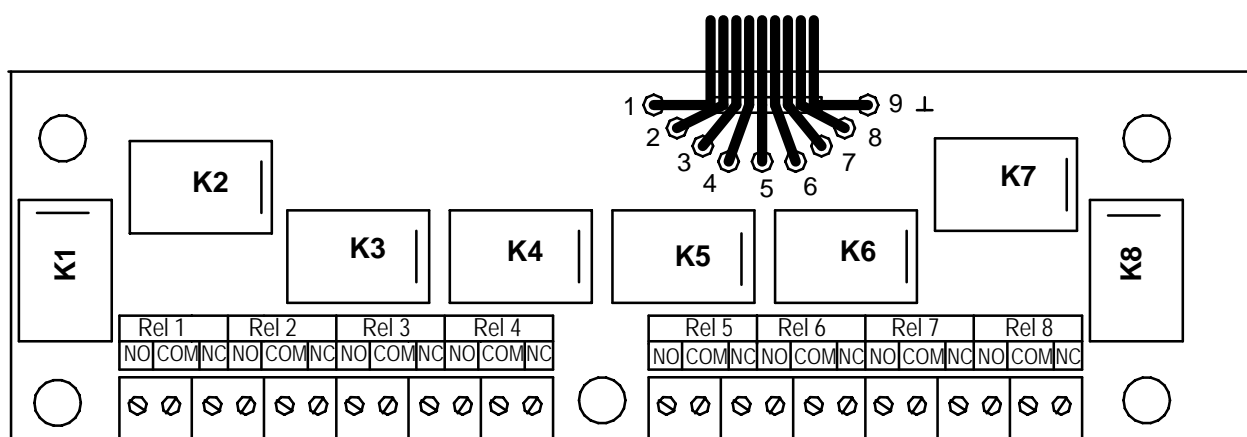 1 9 ⊥
2 8
3 7
4 5 6
K2 K7
K1 K3 K4 K5 K6 K8
Rel 1 Rel 2 Rel 3 Rel 4 Rel 5 Rel 6 Rel 7 Rel 8
NO COM NC NO COM NC NO COM NC NO COM NC NO COM NC NO COM NC NO COM NC NO COM NC